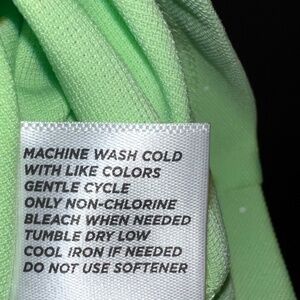 MACHINE WASH COLD
WITH LIKE COLORS
GENTLE CYCLE
ONLY NON-CHLORINE
BLEACH WHEN NEEDED
TUMBLE DRY LOW
COOL IRON IF NEEDED
DO NOT USE SOFTENER